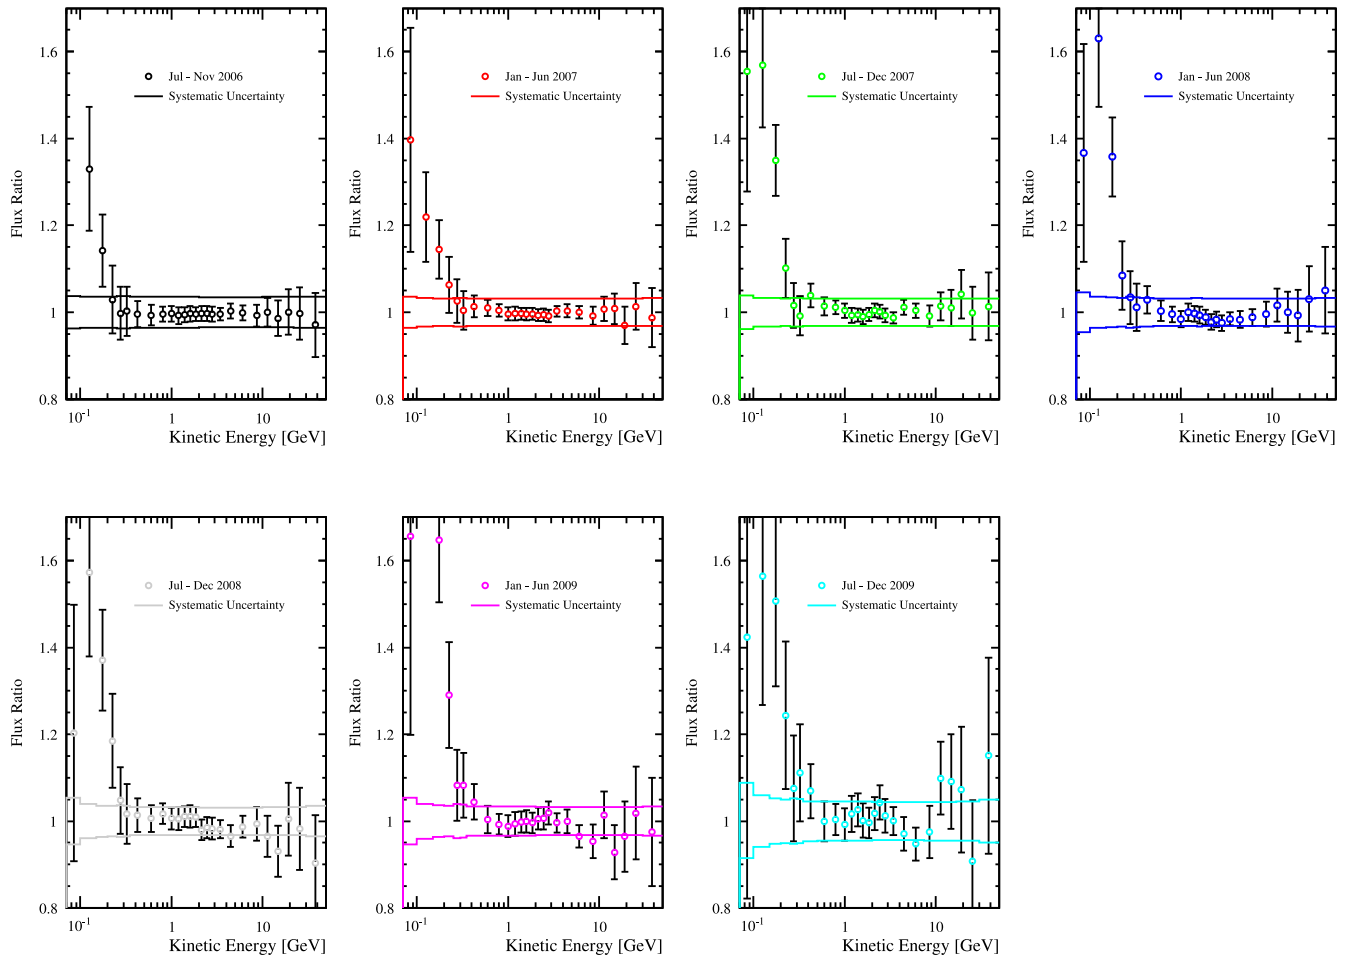 1.6
1.4
1.2
1
0.8
Flux Ratio
Jul - Nov 2006
Systematic Uncertainty
10-1
1
10
Kinetic Energy [GeV]
1.6
1.4
1.2
1
0.8
Flux Ratio
Jan - Jun 2007
Systematic Uncertainty
10-1
1
10
Kinetic Energy [GeV]
1.6
1.4
1.2
1
0.8
Flux Ratio
Jul - Dec 2007
Systematic Uncertainty
10-1
1
10
Kinetic Energy [GeV]
1.6
1.4
1.2
1
0.8
Flux Ratio
Jan - Jun 2008
Systematic Uncertainty
10-1
1
10
Kinetic Energy [GeV]
1.6
1.4
1.2
1
0.8
Flux Ratio
Jul - Dec 2008
Systematic Uncertainty
10-1
1
10
Kinetic Energy [GeV]
1.6
1.4
1.2
1
0.8
Flux Ratio
Jan - Jun 2009
Systematic Uncertainty
10-1
1
10
Kinetic Energy [GeV]
1.6
1.4
1.2
1
0.8
Flux Ratio
Jul - Dec 2009
Systematic Uncertainty
10-1
1
10
Kinetic Energy [GeV]